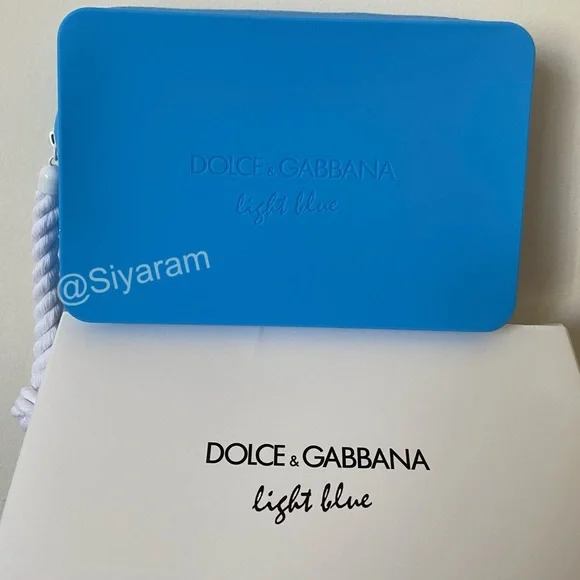 DOLCE & GABBANA
light blue
@Siyaram
DOLCE & GABBANA
light blue